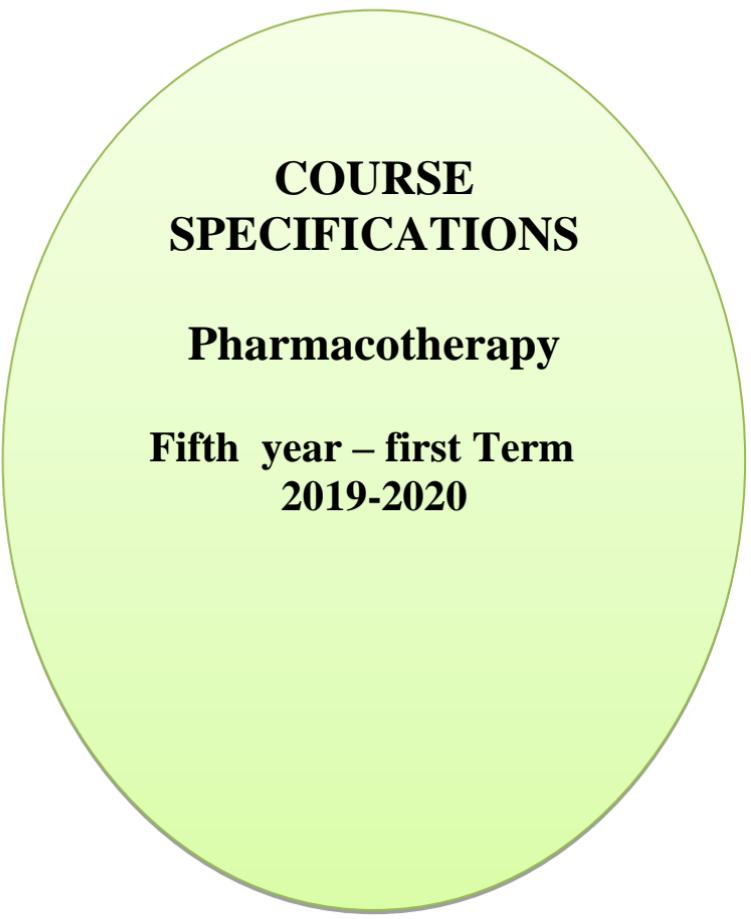 COURSE
SPECIFICATIONS
Pharmacotherapy
Fifth  year – first Term
2019-2020